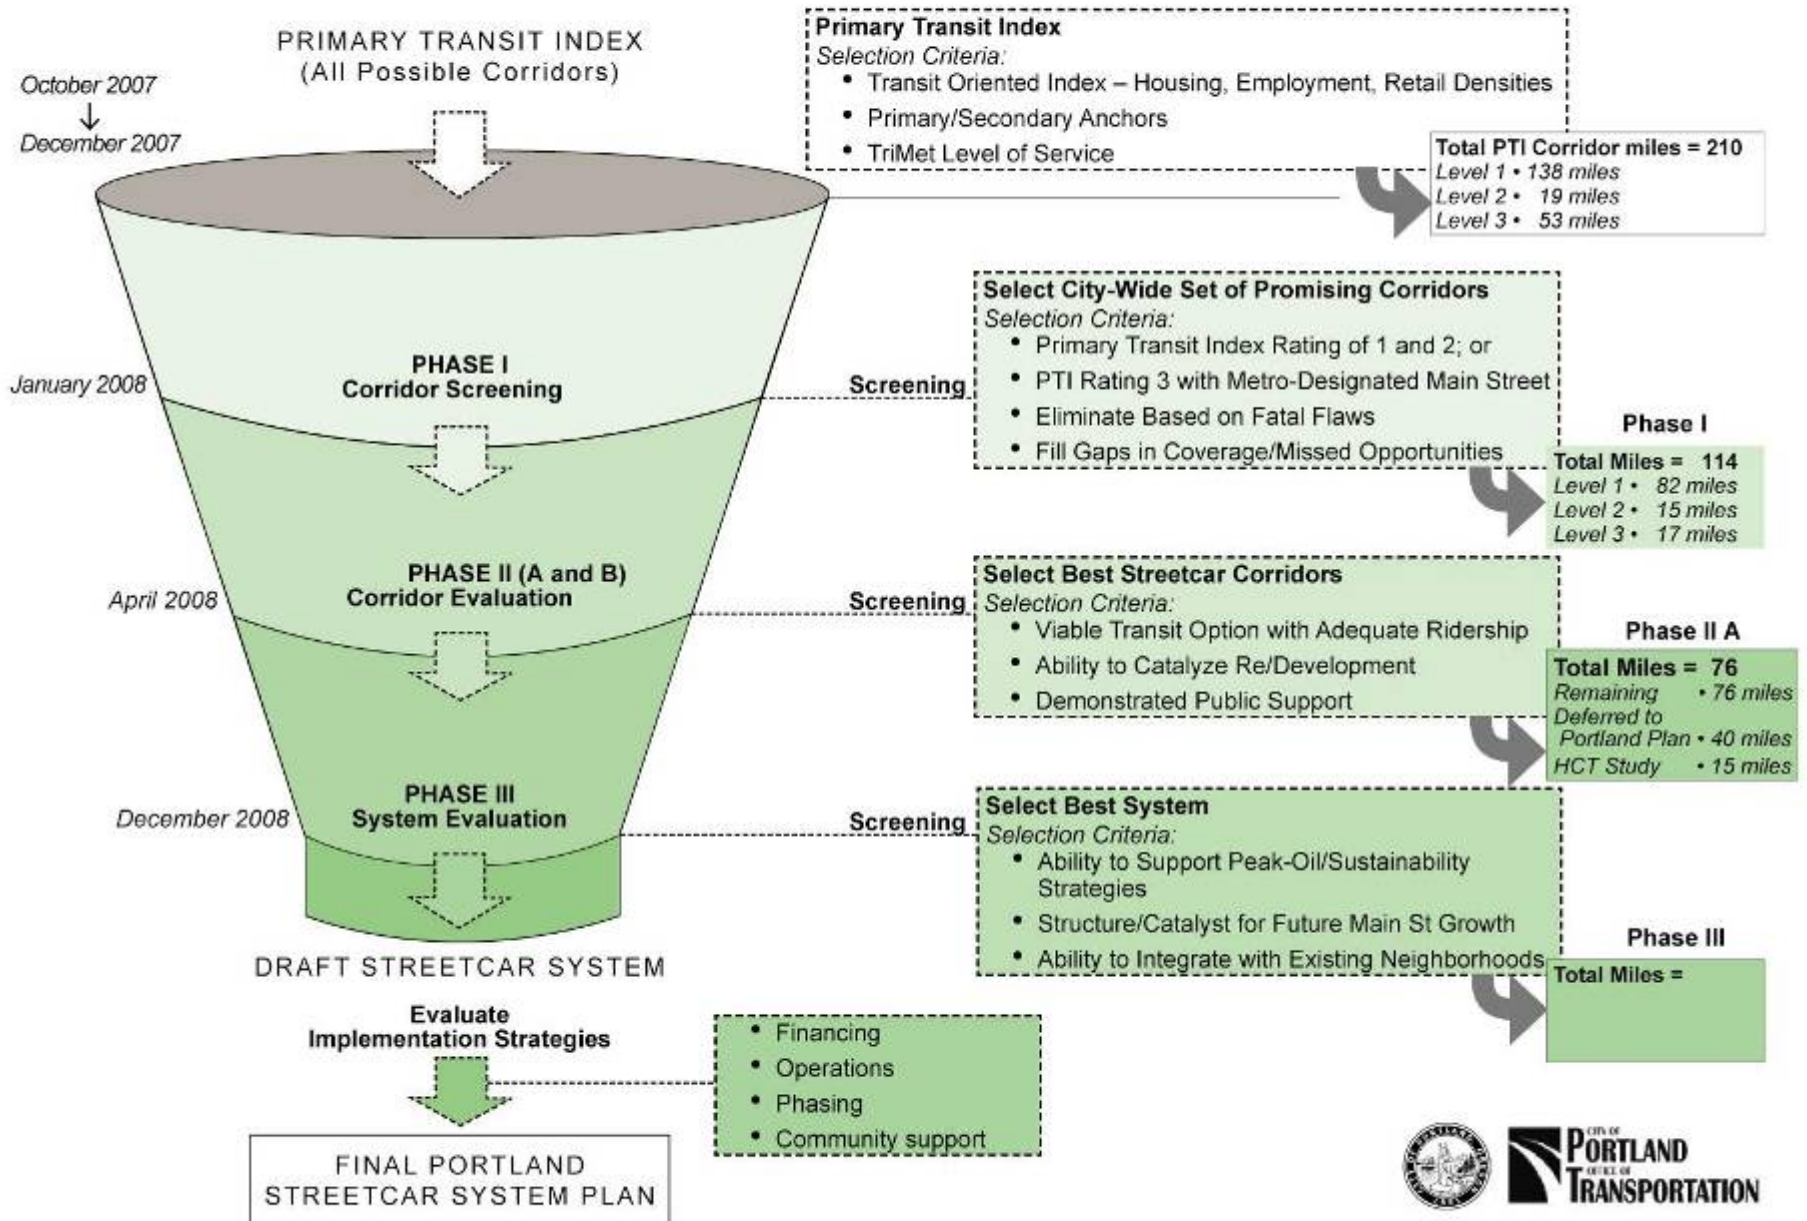 PRIMARY TRANSIT INDEX
(All Possible Corridors)
October 2007
↓
December 2007
Primary Transit Index
Selection Criteria:
• Transit Oriented Index – Housing, Employment, Retail Densities
• Primary/Secondary Anchors
• TriMet Level of Service
Total PTI Corridor miles = 210
Level 1 • 138 miles
Level 2 • 19 miles
Level 3 • 53 miles
January 2008
PHASE I
Corridor Screening
Screening
Select City-Wide Set of Promising Corridors
Selection Criteria:
• Primary Transit Index Rating of 1 and 2; or
• PTI Rating 3 with Metro-Designated Main Street
• Eliminate Based on Fatal Flaws
• Fill Gaps in Coverage/Missed Opportunities
Phase I
Total Miles = 114
Level 1 • 82 miles
Level 2 • 15 miles
Level 3 • 17 miles
April 2008
PHASE II (A and B)
Corridor Evaluation
Screening
Select Best Streetcar Corridors
Selection Criteria:
• Viable Transit Option with Adequate Ridership
• Ability to Catalyze Re/Development
• Demonstrated Public Support
Phase II A
Total Miles = 76
Remaining • 76 miles
Deferred to
Portland Plan • 40 miles
HCT Study • 15 miles
December 2008
PHASE III
System Evaluation
Screening
Select Best System
Selection Criteria:
• Ability to Support Peak-Oil/Sustainability
Strategies
• Structure/Catalyst for Future Main St Growth
• Ability to Integrate with Existing Neighborhoods
Phase III
Total Miles =
DRAFT STREETCAR SYSTEM
Evaluate
Implementation Strategies
• Financing
• Operations
• Phasing
• Community support
FINAL PORTLAND
STREETCAR SYSTEM PLAN
CITY OF
PORTLAND
OFFICE OF
TRANSPORTATION